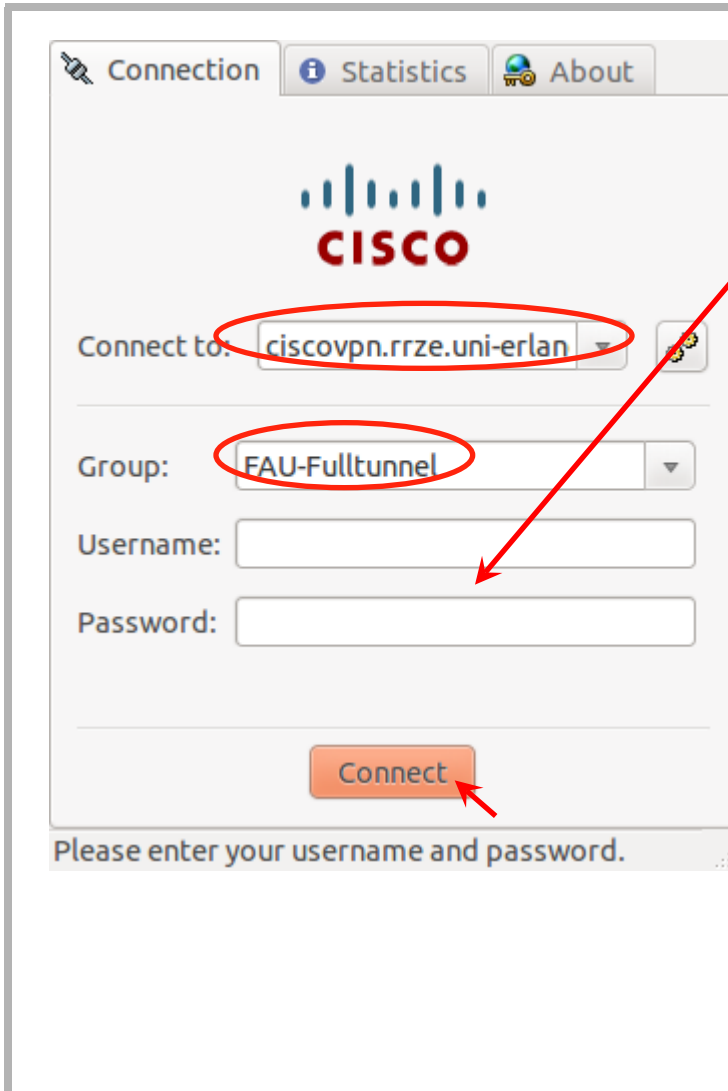 Connection Statistics About
CISCO
Connect to: ciscovpn.rrze.uni-erlan
Group: FAU-Fulltunnel
Username:
Password:
Connect
Please enter your username and password.